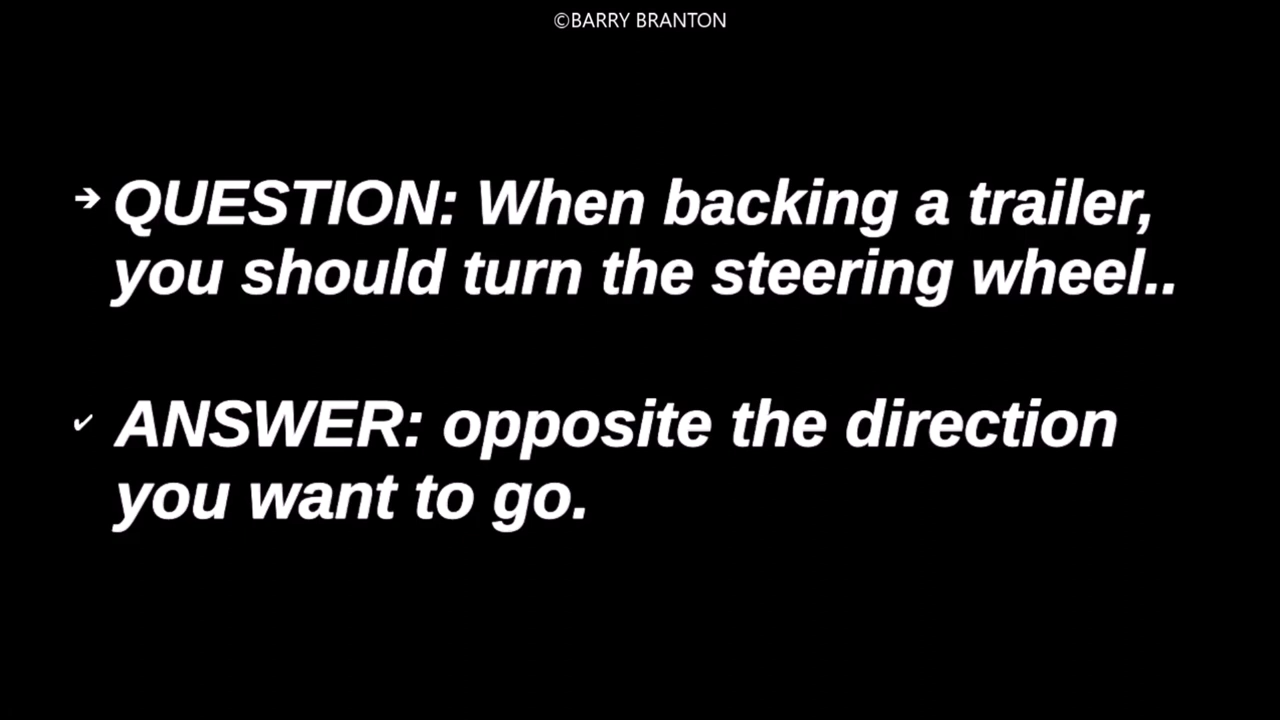 ©BARRY BRANTON
➔ QUESTION: When backing a trailer,
you should turn the steering wheel..
✔ ANSWER: opposite the direction
you want to go.